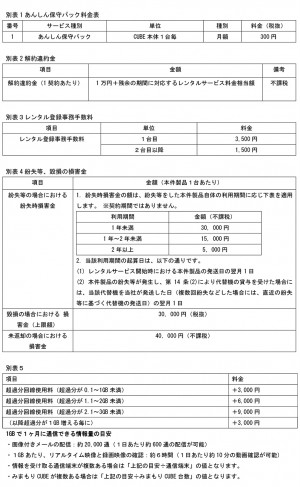 別表1 あんしん保守パック料金表
番号 サービス種別 単位 種別 料金（税抜）
1 あんしん保守パック CUBE 本体 1 台毎 月額 300 円
別表2 解約違約金
項目 金額 備考
解約違約金（1 契約あたり） 1 万円＋残余の期間に対応するレンタルサービス料金相当額 不課税
別表3 レンタル登録事務手数料
項目 単位 料金（税抜）
レンタル登録事務手数料 1 台目 3,500 円
2 台目以降 1,500 円
別表4 紛失等、毀損の損害金
項目 金額（本件製品 1 台あたり）
紛失等の場合における
紛失時損害金
1. 紛失時損害金の額は、紛失等をした本件製品自体の利用期間に応じ下表を適用
します。 ※契約期間ではありません。
利用期間 金額（不課税）
1 年未満 30, 000 円
1 年～2 年未満 15, 000 円
2 年以上 5, 000 円
2. 当該利用期間の起算日は、以下の通りです。
(1) レンタルサービス開始時における本件製品の発送日の翌月 1 日
(2) 本件製品の紛失等が発生し、第 14 条(2)により代替機の貸与を受けた場合に
は、当該代替機を当社が発送した日（複数回紛失などした場合には、直近の紛失
等に基づく代替機の発送日）の翌月 1 日
毀損の場合における 損
害金（上限額）
30, 000 円（税抜）
未返却の場合における
損害金
40, 000 円（不課税）
別表5
項目 料金
超過分回線使用料（超過分が 0.1～1GB 未満） ＋3,000 円
超過分回線使用料（超過分が 1.1～2GB 未満） ＋6,000 円
超過分回線使用料（超過分が 2.1～3GB 未満） ＋9,000 円
（以降超過分が 1GB 増える毎に） ＋3,000 円
1GB で 1 ヶ月に通信できる情報量の目安
・画像付きメールの配信：約 20,000 通（1 日あたり約 600 通の配信が可能）
・1GB あたり、リアルタイム映像と録画映像の確認：約 6 時間（1 日あたり約 10 分の動画確認が可能）
・情報を受け取る通信端末が複数ある場合は「上記の目安÷通信端末」の値となります。
・みまもり CUBE が複数ある場合は「上記の目安÷みまもり CUBE 台数」の値となります。